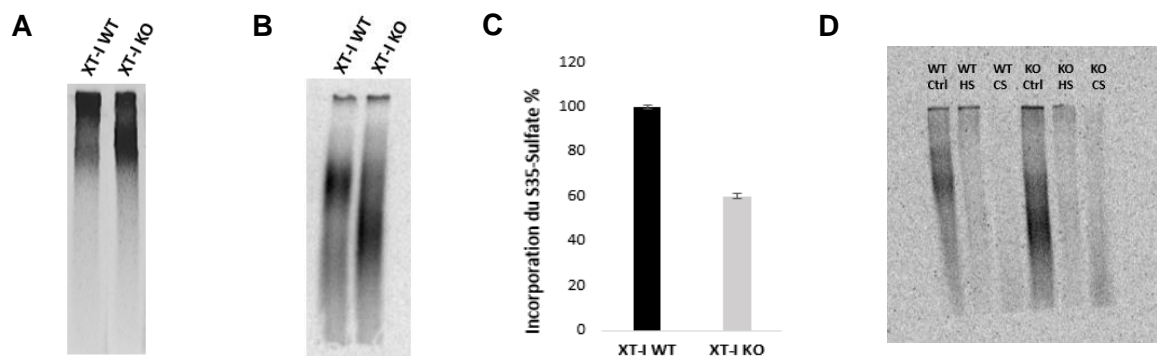 A
XT-I WT
XT-I KO
B
XT-I WT
XT-I KO
C
Incorporation du S35-Sulfate %
120
100
80
60
40
20
0
XT-I WT
XT-I KO
D
WT WT WT KO KO KO
Ctrl HS CS Ctrl HS CS